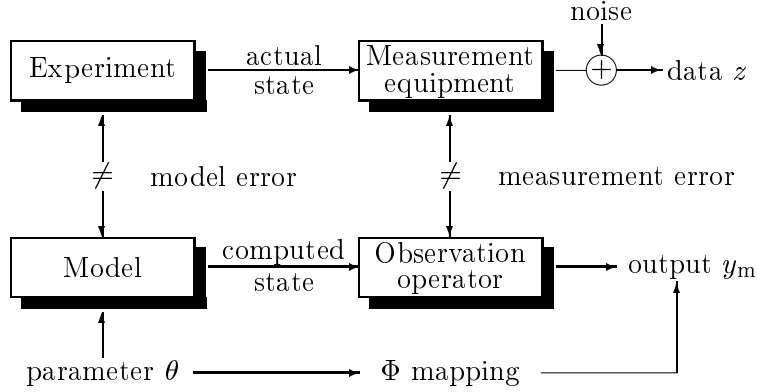 noise
Experiment
actual
state
Measurement
equipment
+
data z
≠ model error
≠ measurement error
Model
computed
state
Observation
operator
output yₘ
parameter θ
Φ mapping